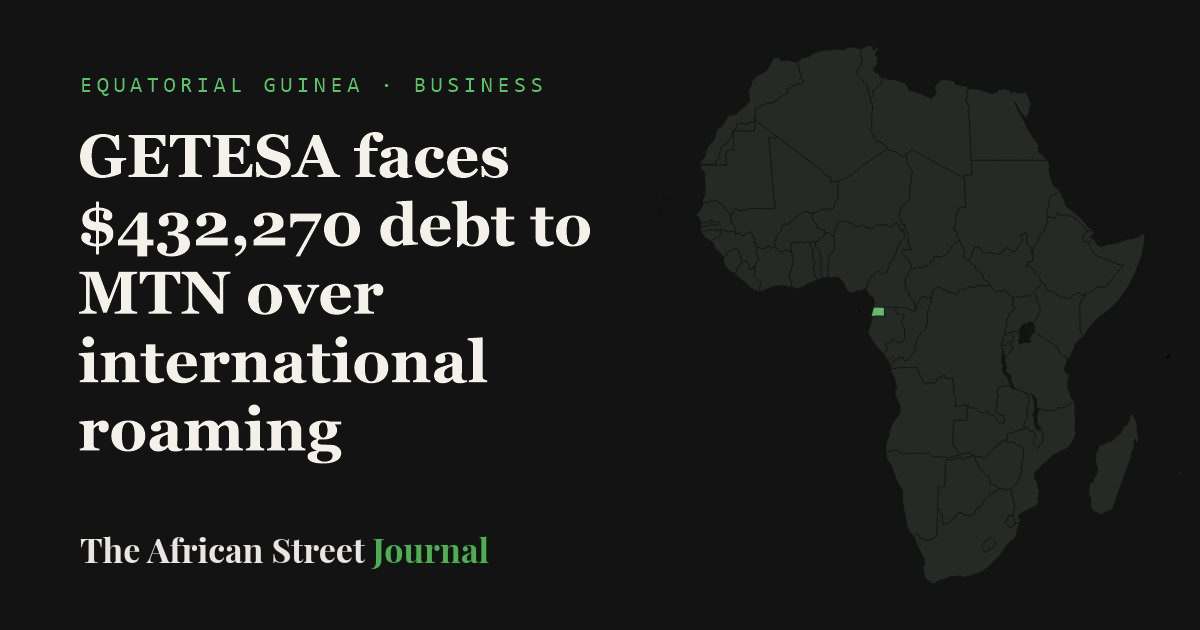 EQUATORIAL GUINEA · BUSINESS
GETESA faces
$432,270 debt to
MTN over
international
roaming
The African Street Journal